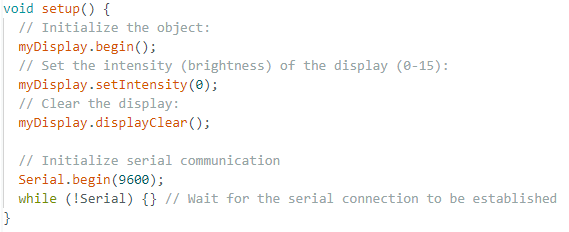 void setup() {
  // Initialize the object:
  myDisplay.begin();
  // Set the intensity (brightness) of the display (0-15):
  myDisplay.setIntensity(0);
  // Clear the display:
  myDisplay.displayClear();

  // Initialize serial communication
  Serial.begin(9600);
  while (!Serial) {} // Wait for the serial connection to be established
}